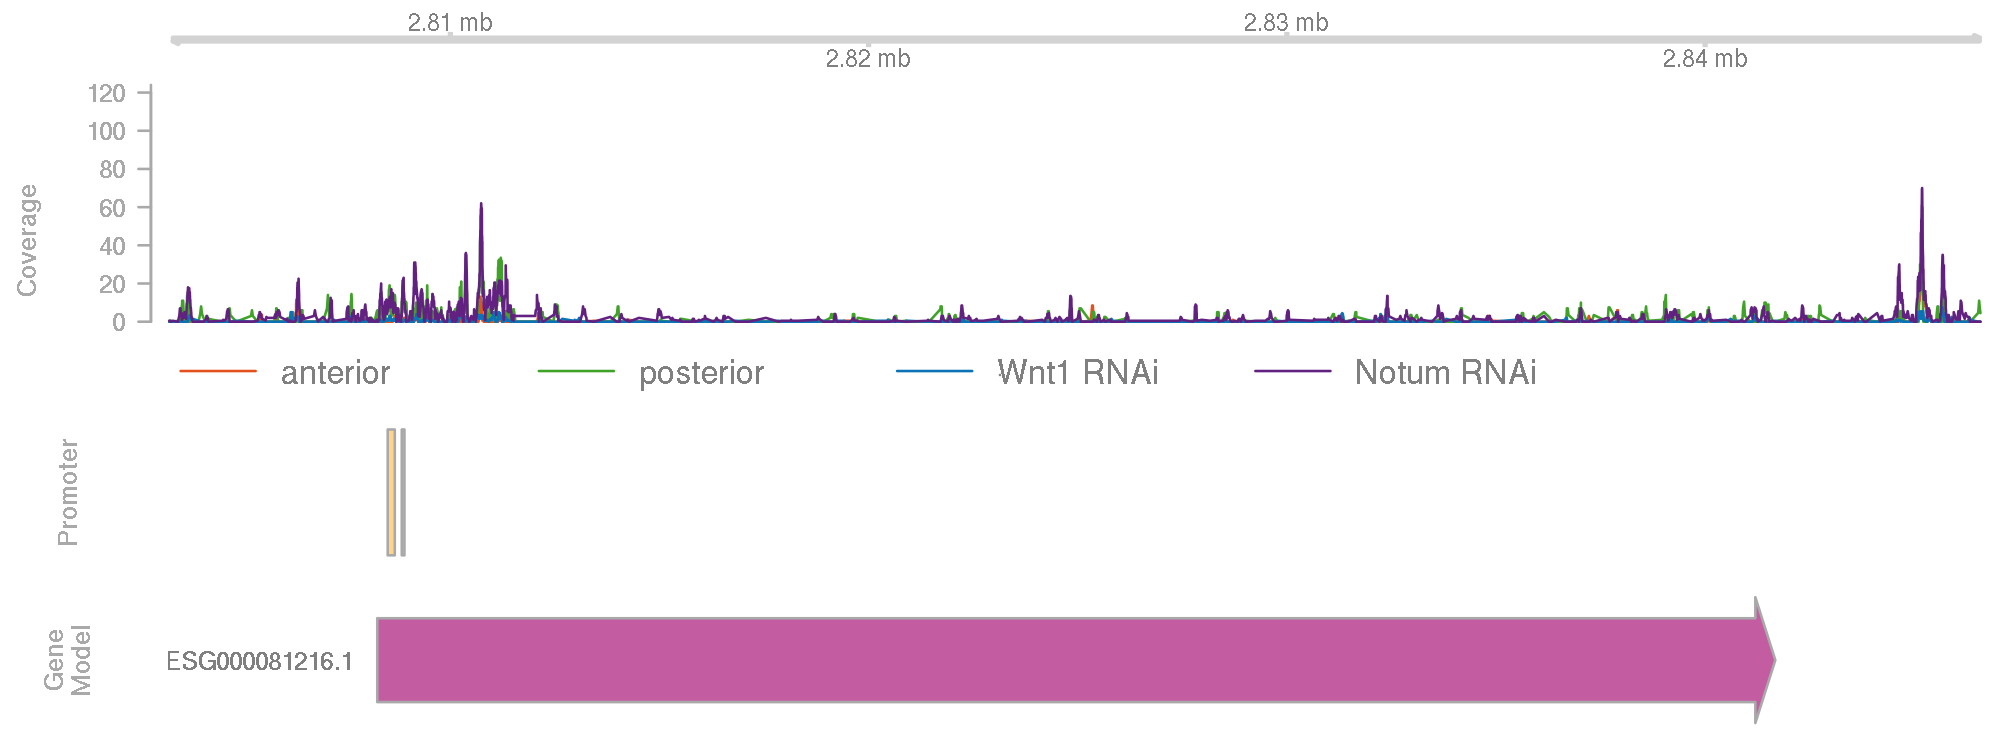 2.81 mb
2.83 mb
2.82 mb
2.84 mb
120
100
80
60
40
20
0
Coverage
anterior
posterior
Wnt1 RNAi
Notum RNAi
Promoter
Gene
Model
ESG000081216.1